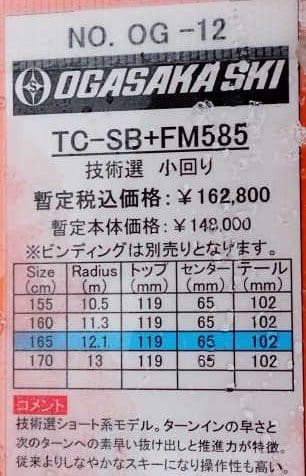 NO. OG -12
OGASAKA SKI
TC-SB+FM585
技術選 小回り
暫定税込価格：￥162,800
暫定本体価格：￥148,000
※ビンディングは別売りとなります。
Size Radius トップ センター テール
(cm) (m) (mm) (mm) (mm)
155 10.5 119 65 102
160 11.3 119 65 102
165 12.1 119 65 102
170 13 119 65 102
コメント
技術選ショート系モデル。ターンインの早さと
次のターンへの素早い抜け出しと推進力が特徴。
従来よりしなやかなスキーになり操作性も高い。